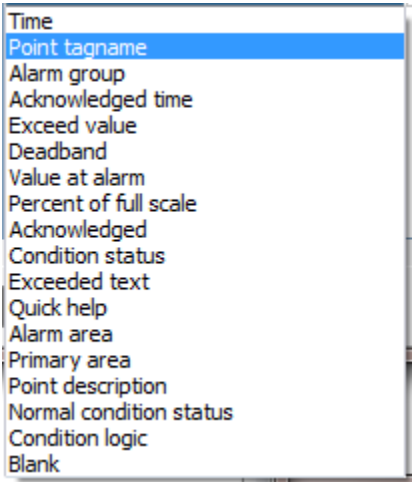 Time
Point tagname
Alarm group
Acknowledged time
Exceed value
Deadband
Value at alarm
Percent of full scale
Acknowledged
Condition status
Exceeded text
Quick help
Alarm area
Primary area
Point description
Normal condition status
Condition logic
Blank